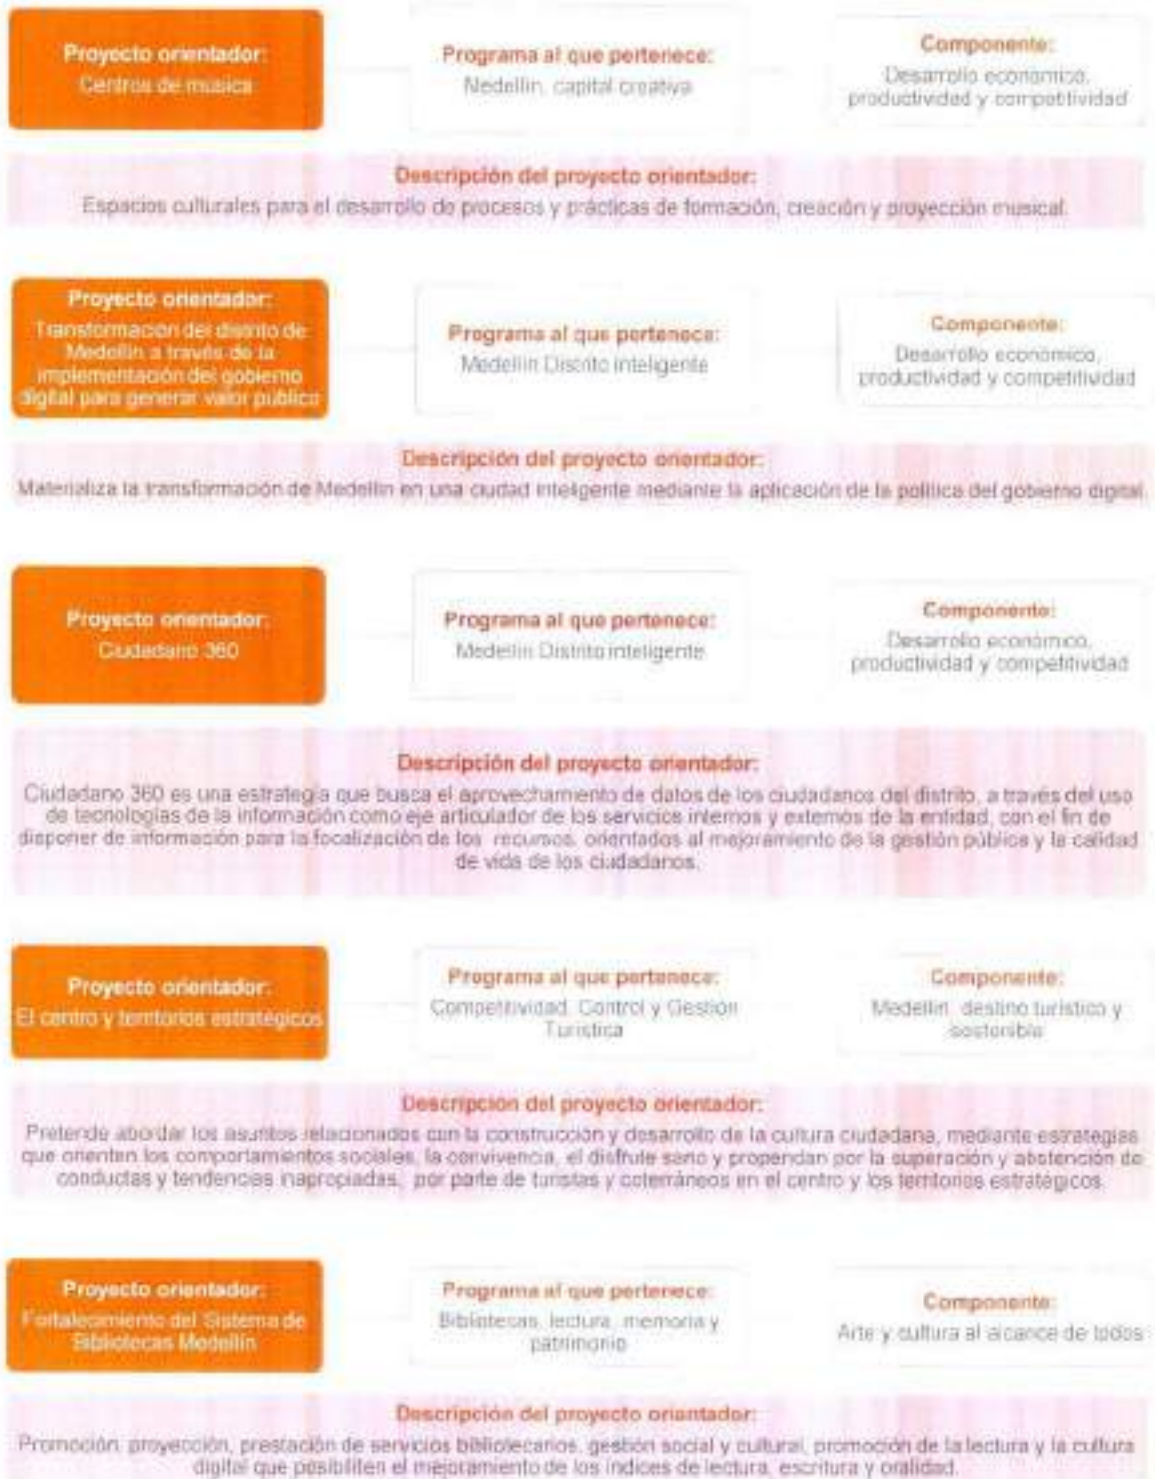 Proyecto orientador:
Centros de música
Programa al que pertenece:
Medellín, capital creativa
Componente:
Desarrollo económico,
productividad y competitividad
Descripción del proyecto orientador:
Espacios culturales para el desarrollo de procesos y prácticas de formación, creación y proyección musical.
Proyecto orientador:
Transformación del distrito de
Medellín a través de la
implementación del gobierno
digital para generar valor público
Programa al que pertenece:
Medellín Distrito inteligente
Componente:
Desarrollo económico,
productividad y competitividad
Descripción del proyecto orientador:
Materializa la transformación de Medellín en una ciudad inteligente mediante la aplicación de la política del gobierno digital.
Proyecto orientador:
Ciudadano 360
Programa al que pertenece:
Medellín Distrito inteligente
Componente:
Desarrollo económico,
productividad y competitividad
Descripción del proyecto orientador:
Ciudadano 360 es una estrategia que busca el aprovechamiento de datos de los ciudadanos del distrito, a través del uso
de tecnologías de la información como eje articulador de los servicios internos y externos de la entidad, con el fin de
disponer de información para la focalización de los recursos, orientados al mejoramiento de la gestión pública y la calidad
de vida de los ciudadanos.
Proyecto orientador:
El centro y territorios estratégicos
Programa al que pertenece:
Competitividad, Control y Gestión
Turística
Componente:
Medellín, destino turístico y
sostenible
Descripción del proyecto orientador:
Pretende abordar los asuntos relacionados con la construcción y desarrollo de la cultura ciudadana, mediante estrategias
que orienten los comportamientos sociales, la convivencia, el disfrute sano y propendan por la superación y abstención de
conductas y tendencias inapropiadas, por parte de turistas y coterráneos en el centro y los territorios estratégicos.
Proyecto orientador:
Fortalecimiento del Sistema de
Bibliotecas Medellín
Programa al que pertenece:
Bibliotecas, lectura, memoria y
patrimonio
Componente:
Arte y cultura al alcance de todos
Descripción del proyecto orientador:
Promoción, proyección, prestación de servicios bibliotecarios, gestión social y cultural, promoción de la lectura y la cultura
digital que posibiliten el mejoramiento de los índices de lectura, escritura y oralidad.